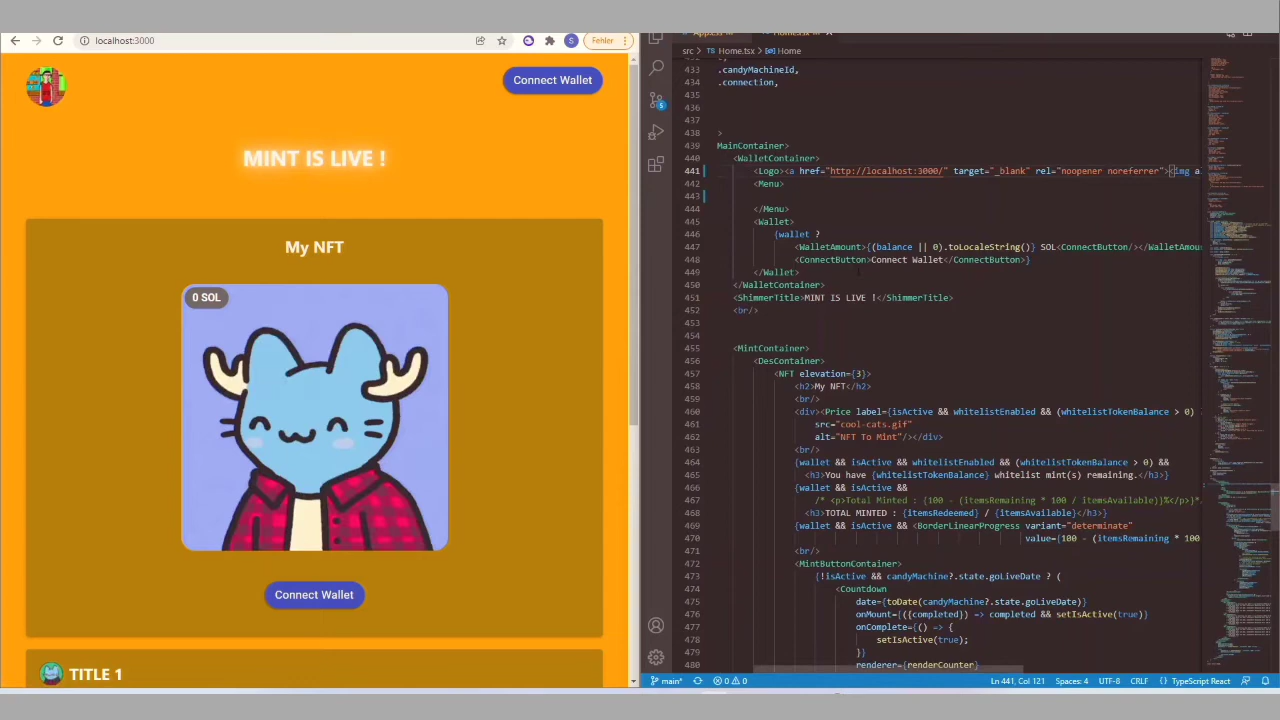 localhost:3000
S
Fehler
Connect Wallet
MINT IS LIVE !
My NFT
0 SOL
Connect Wallet
TITLE 1
src > Home.tsx > Home
433 .candyMachineId,
434 .connection,
435
436
437
438 >
439 MainContainer>
440 <WalletContainer>
441 <Logo><a href="http://localhost:3000/" target="_blank" rel="noopener noreferrer"><img a
442 <Menu>
443
444 </Menu>
445 <Wallet>
446 {wallet ?
447 <WalletAmount>{(balance || 0).toLocaleString()} SOL<ConnectButton/></WalletAmou
448 <ConnectButton>Connect Wallet</ConnectButton>}
449 </Wallet>
450 </WalletContainer>
451 <ShimmerTitle>MINT IS LIVE !</ShimmerTitle>
452 <br/>
453
454
455 <MintContainer>
456 <DesContainer>
457 <NFT elevation={3}>
458 <h2>My NFT</h2>
459 <br/>
460 <div><Price label={isActive && whitelistEnabled && (whitelistTokenBalance > 0)
461 src="cool-cats.gif"
462 alt="NFT To Mint"/></div>
463 <br/>
464 {wallet && isActive && whitelistEnabled && (whitelistTokenBalance > 0) &&
465 <h3>You have {whitelistTokenBalance} whitelist mint(s) remaining.</h3>}
466 {wallet && isActive &&
467 /* <p>Total Minted : {100 - (itemsRemaining * 100 / itemsAvailable)}%</p>}*
468 <h3>TOTAL MINTED : {itemsRedeemed} / {itemsAvailable}</h3>}
469 {wallet && isActive && <BorderLinearProgress variant="determinate"
470 value={100 - (itemsRemaining * 100
471 <br/>
472 <MintButtonContainer>
473 {!isActive && candyMachine?.state.goLiveDate ? (
474 <Countdown
475 date={toDate(candyMachine?.state.goLiveDate)}
476 onMount={({completed}) => completed && setIsActive(true)}
477 onComplete={() => {
478 setIsActive(true);
479 }}
480 renderer={renderCounter}
main* 0 0 Ln 441, Col 121 Spaces: 4 UTF-8 CRLF TypeScript React